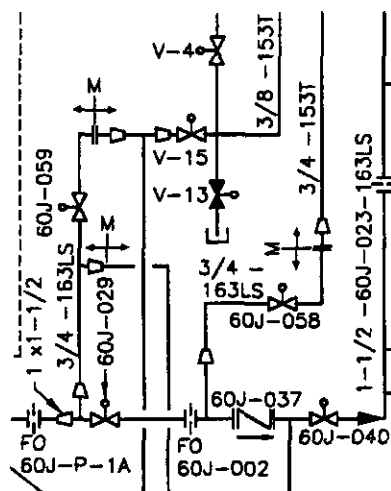 V-4
M
3/8 -153T
V-15
3/4 -153T
60J-059
V-13
M
M
3/4 -
163LS
1-1/2 -60J-023-163LS
1 x1-1/2
3/4 -163LS
60J-029
60J-058
60J-037
FO
60J-P-1A
FO
60J-002
60J-040